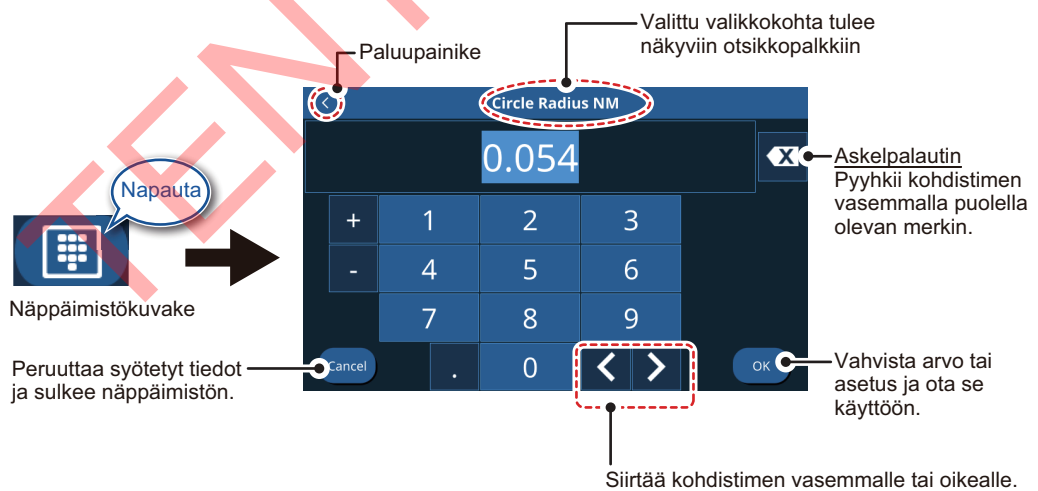 Valittu valikkokohta tulee
näkyviin otsikkopalkkiin
Paluupainike
Circle Radius NM
0.054
Askelpalautin
Pyyhkii kohdistimen
vasemmalla puolella
olevan merkin.
Napauta
Näppäimistökuvake
+ 1 2 3
- 4 5 6
7 8 9
Cancel . 0 OK
Peruuttaa syötetyt tiedot
ja sulkee näppäimistön.
Vahvista arvo tai
asetus ja ota se
käyttöön.
Siirtää kohdistimen vasemmalle tai oikealle.